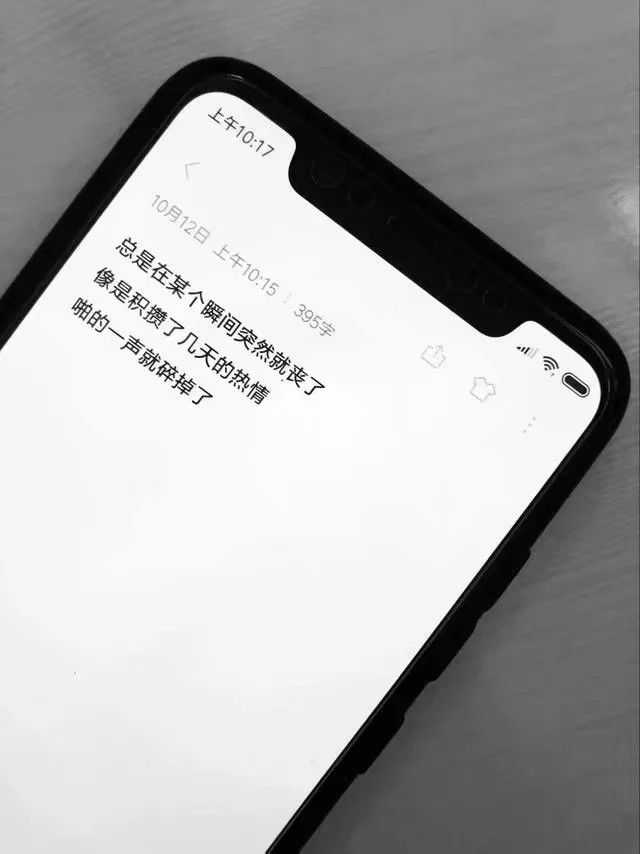 上午10:17
10月12日 上午10:15 | 395字
总是在某个瞬间突然就丧了
像是积攒了几天的热情
啪的一声就碎掉了